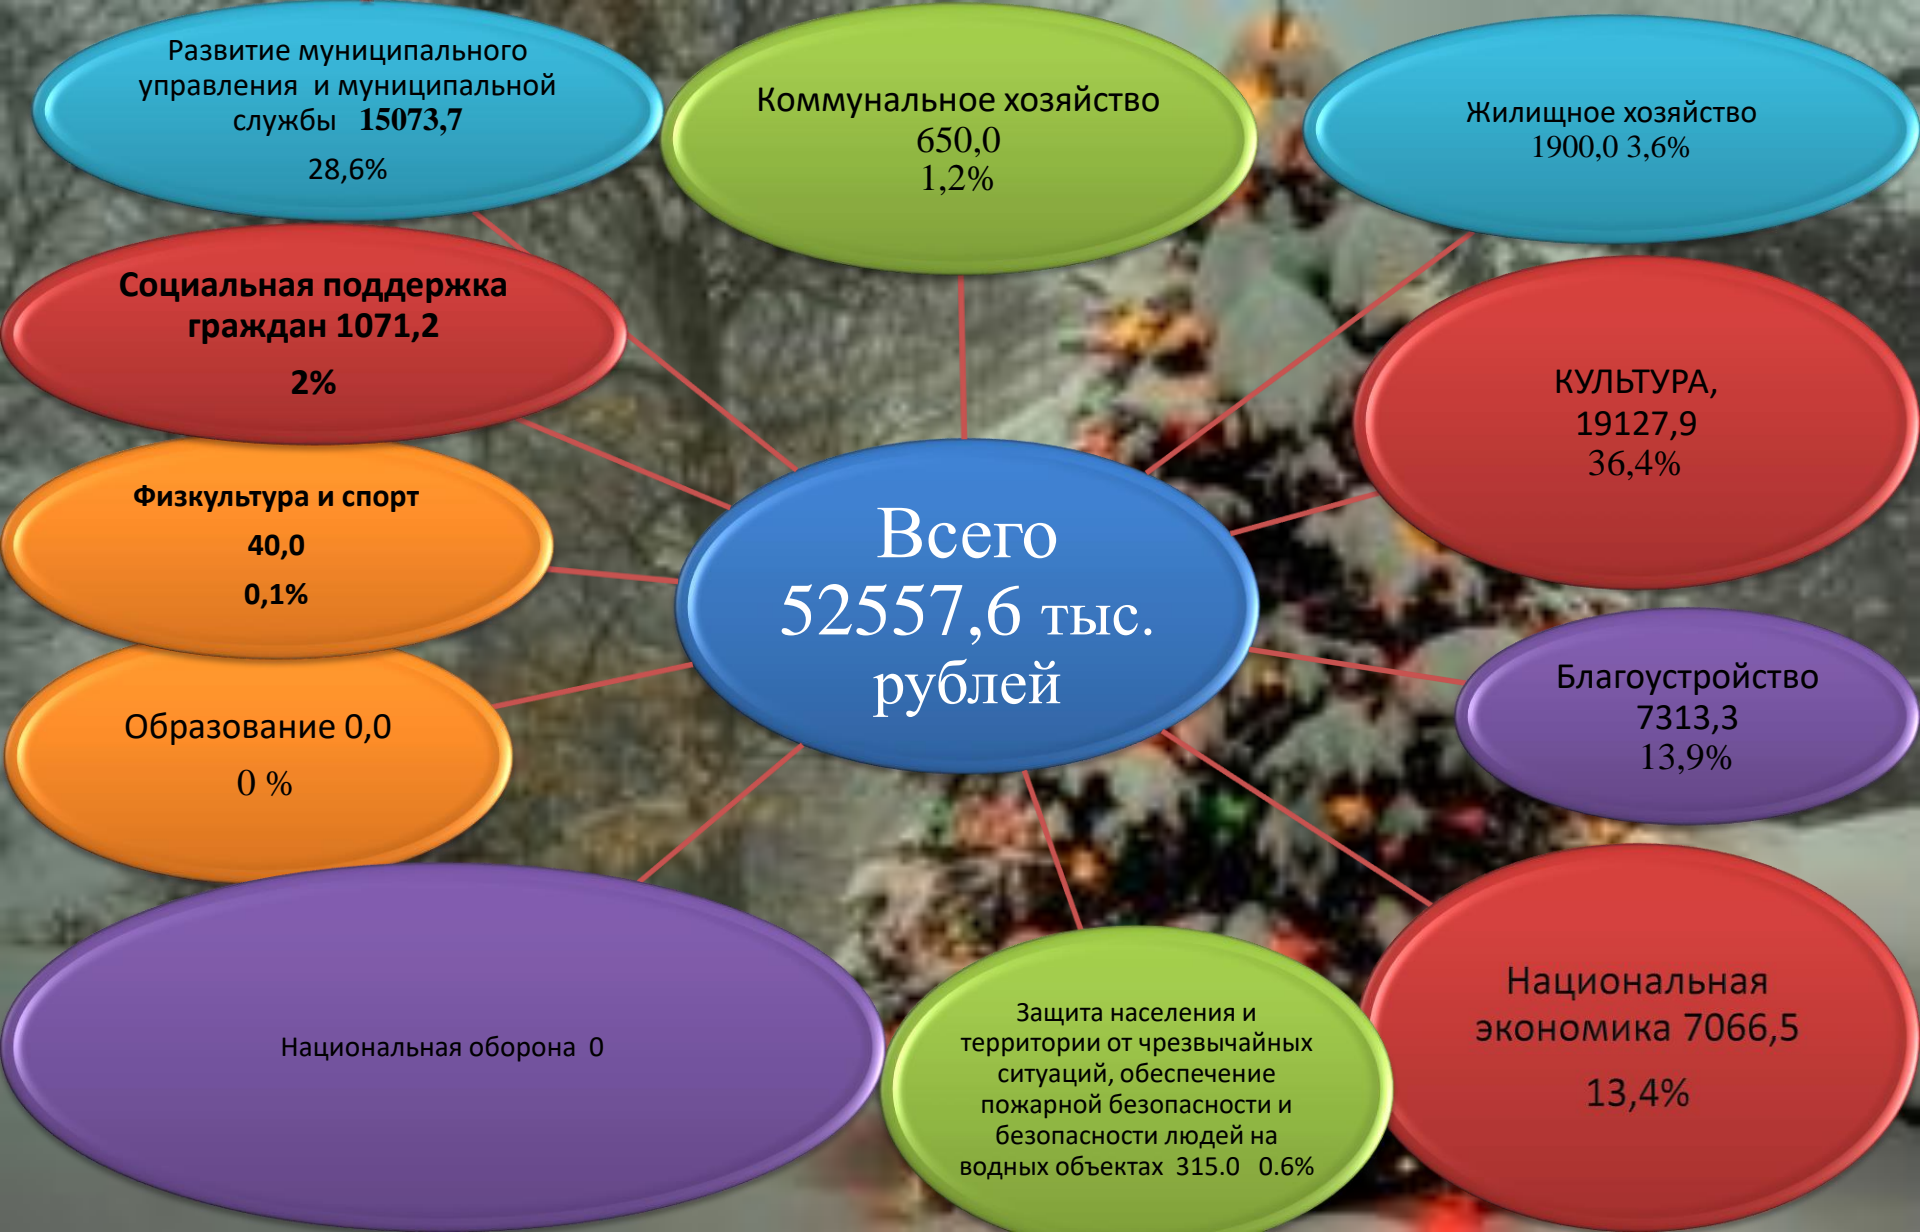 Развитие муниципального
управления и муниципальной
службы 15073,7
28,6%
Коммунальное хозяйство
650,0
1,2%
Жилищное хозяйство
1900,0 3,6%
Социальная поддержка
граждан 1071,2
2%
КУЛЬТУРА,
19127,9
36,4%
Физкультура и спорт
40,0
0,1%
Всего
52557,6 тыс.
рублей
Образование 0,0
0 %
Благоустройство
7313,3
13,9%
Национальная оборона 0
Защита населения и
территории от чрезвычайных
ситуаций, обеспечение
пожарной безопасности и
безопасности людей на
водных объектах 315.0 0.6%
Национальная
экономика 7066,5
13,4%